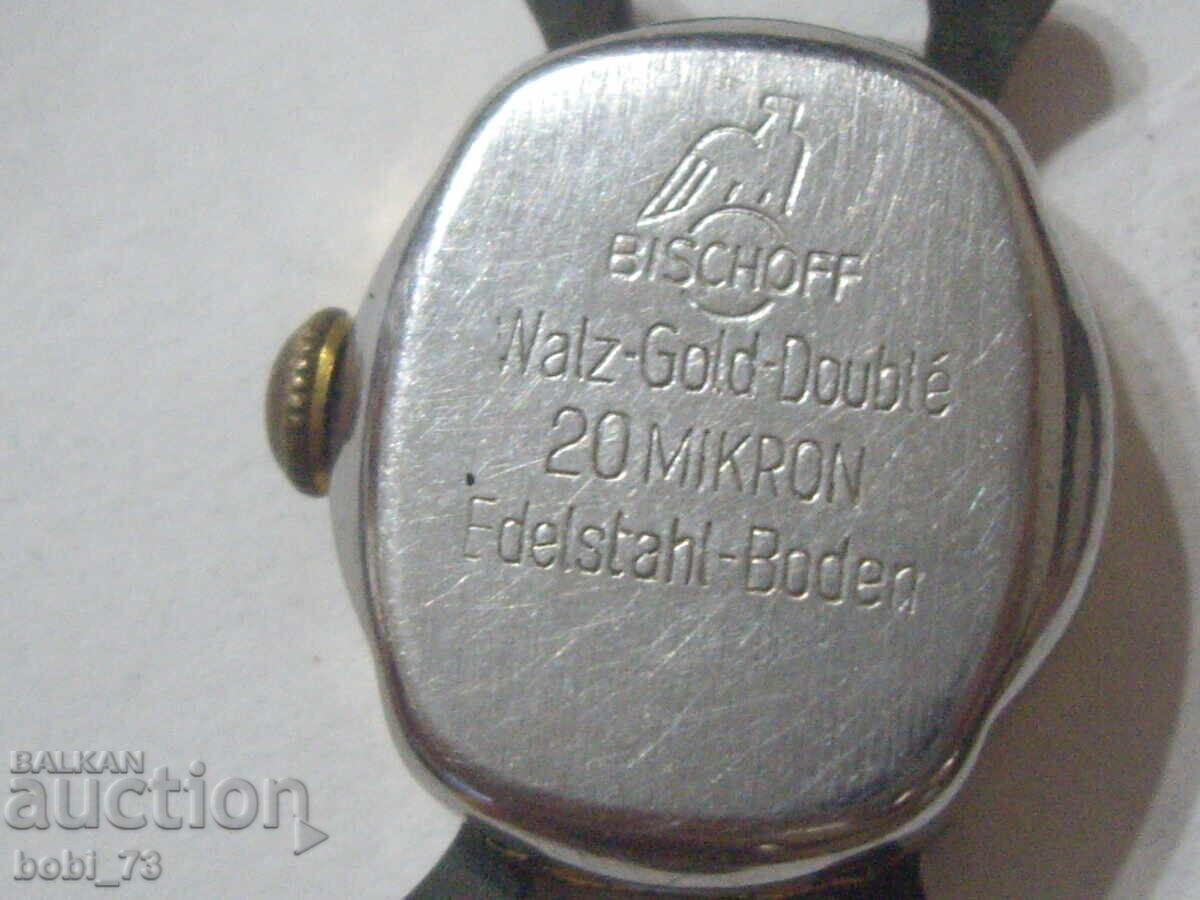 BISCHOFF
Walz-Gold-Doublé
20 MIKRON
Edelstahl-Boden
BALKAN
auction
bobi_73